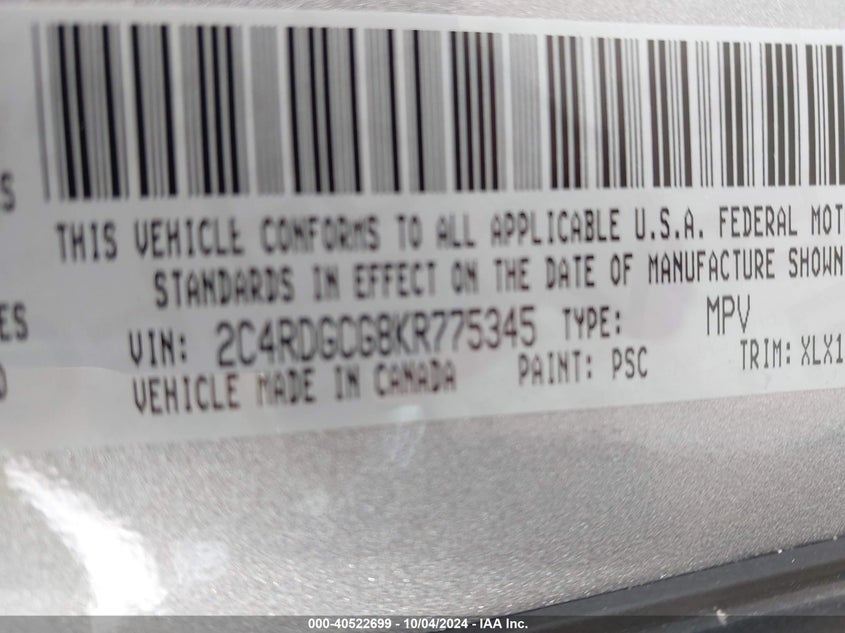 S
THIS VEHICLE CONFORMS TO ALL APPLICABLE U.S.A. FEDERAL MOT
STANDARDS IN EFFECT ON THE DATE OF MANUFACTURE SHOWN
ES
VIN: 2C4RDGCG8KR775345 TYPE: MPV
VEHICLE MADE IN CANADA PAINT: PSC TRIM: XLX1
000-40522699 - 10/04/2024 - IAA Inc.